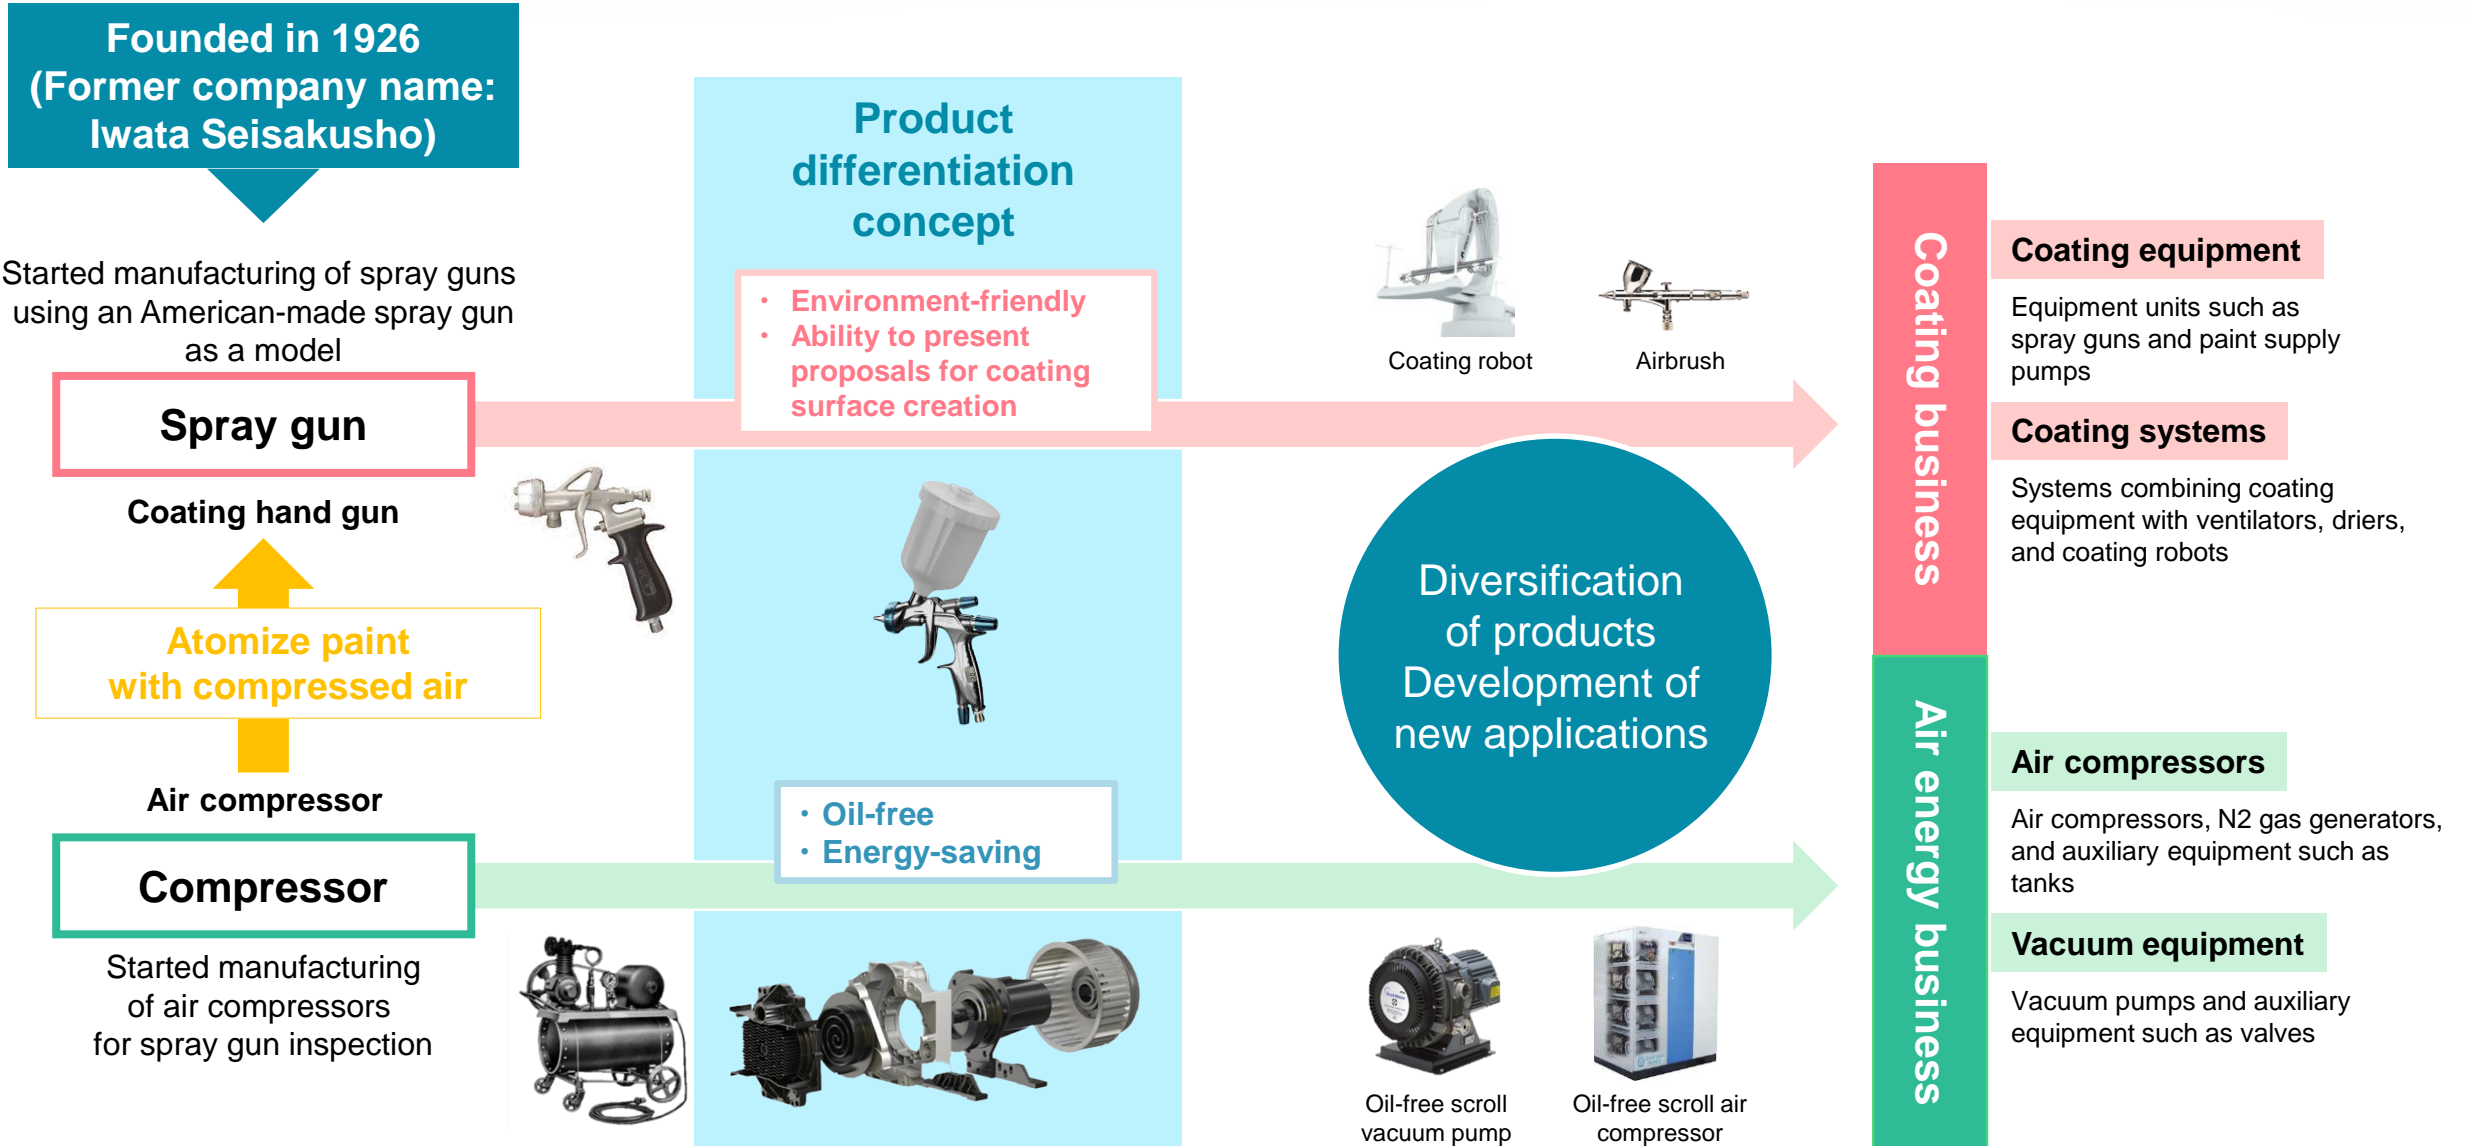 Founded in 1926
(Former company name:
Iwata Seisakusho)
Started manufacturing of spray guns
using an American-made spray gun
as a model
Spray gun
Coating hand gun
Atomize paint
with compressed air
Air compressor
Compressor
Started manufacturing
of air compressors
for spray gun inspection
Product
differentiation
concept
・ Environment-friendly
・ Ability to present
proposals for coating
surface creation
・ Oil-free
・ Energy-saving
Coating robot
Airbrush
Diversification
of products
Development of
new applications
Oil-free scroll
vacuum pump
Oil-free scroll air
compressor
Coating business
Coating equipment
Equipment units such as
spray guns and paint supply
pumps
Coating systems
Systems combining coating
equipment with ventilators, driers,
and coating robots
Air energy business
Air compressors
Air compressors, N2 gas generators,
and auxiliary equipment such as
tanks
Vacuum equipment
Vacuum pumps and auxiliary
equipment such as valves